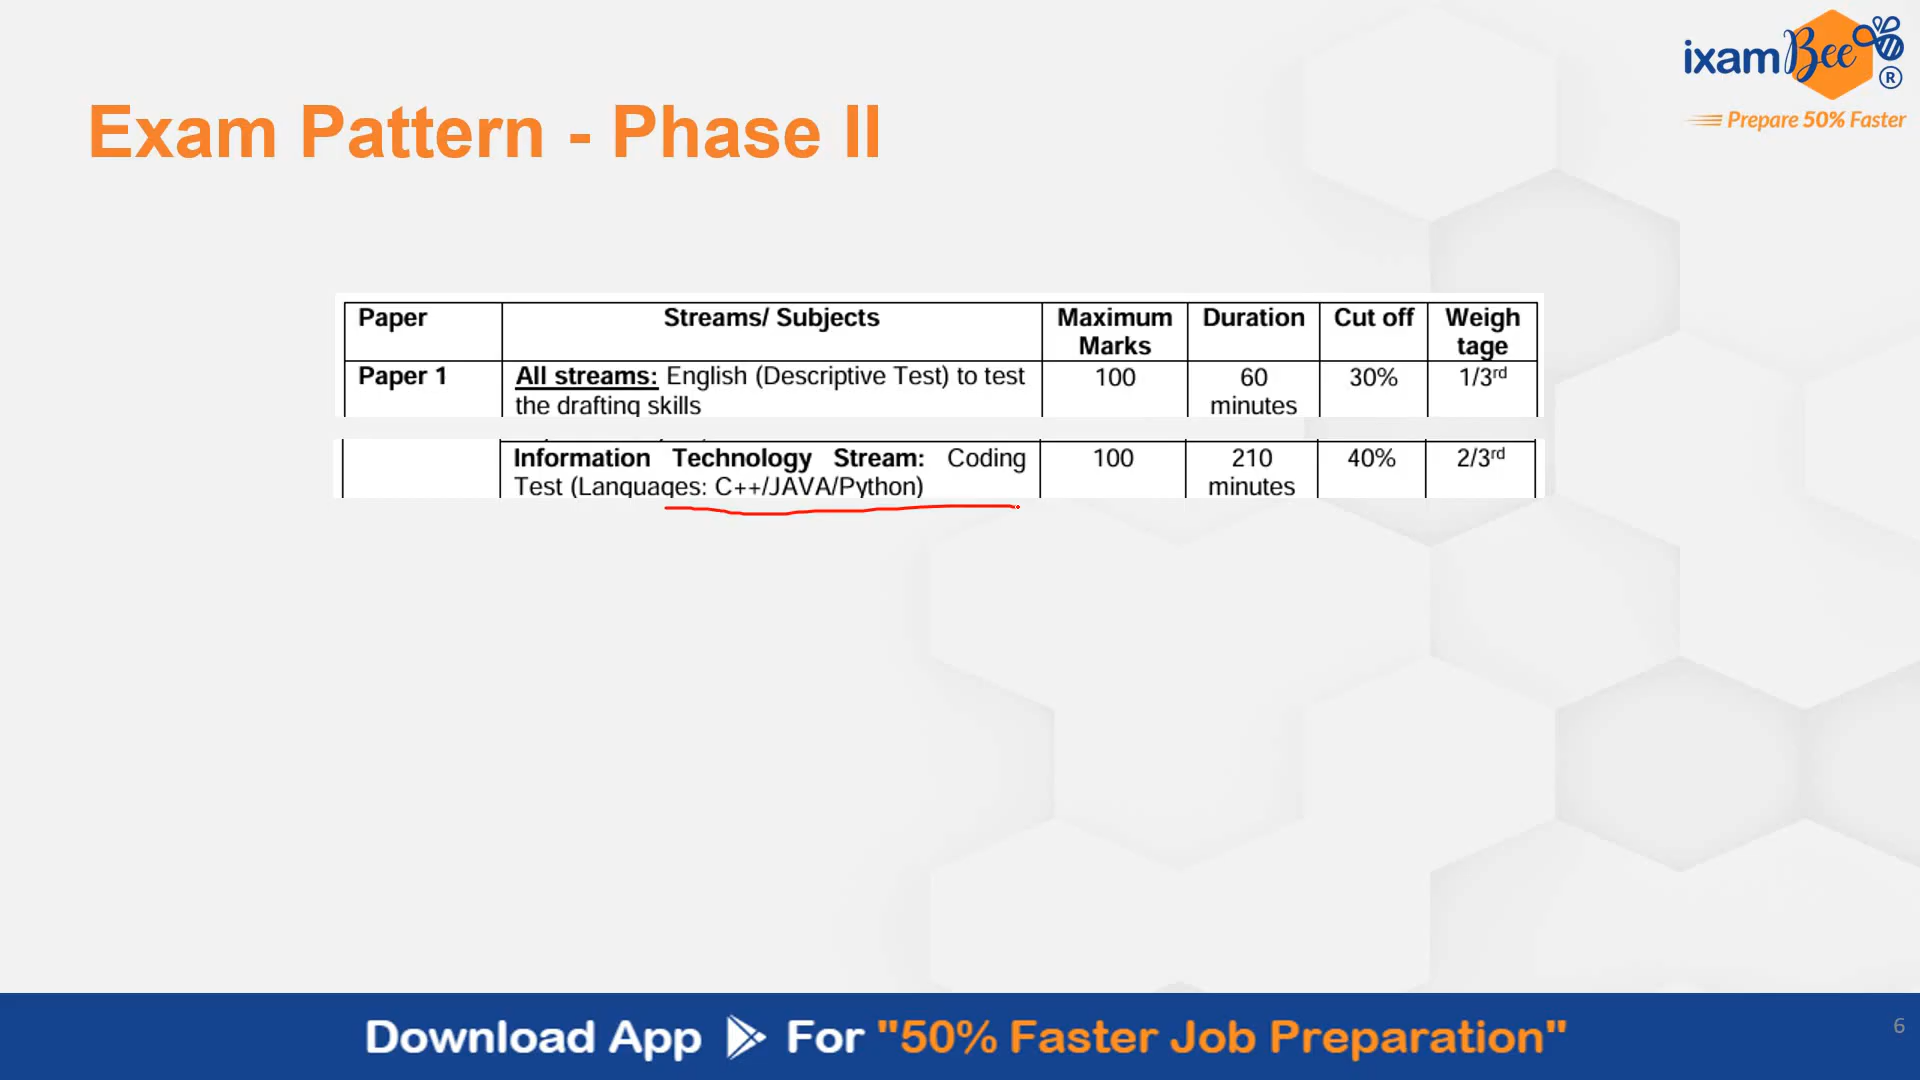 ixamBee ®
Prepare 50% Faster
Exam Pattern - Phase II
Paper Streams/ Subjects Maximum Duration Cut off Weigh
Marks tage
Paper 1 All streams: English (Descriptive Test) to test 100 60 30% 1/3rd
the drafting skills minutes
Information Technology Stream: Coding 100 210 40% 2/3rd
Test (Languages: C++/JAVA/Python) minutes
Download App For "50% Faster Job Preparation"
6